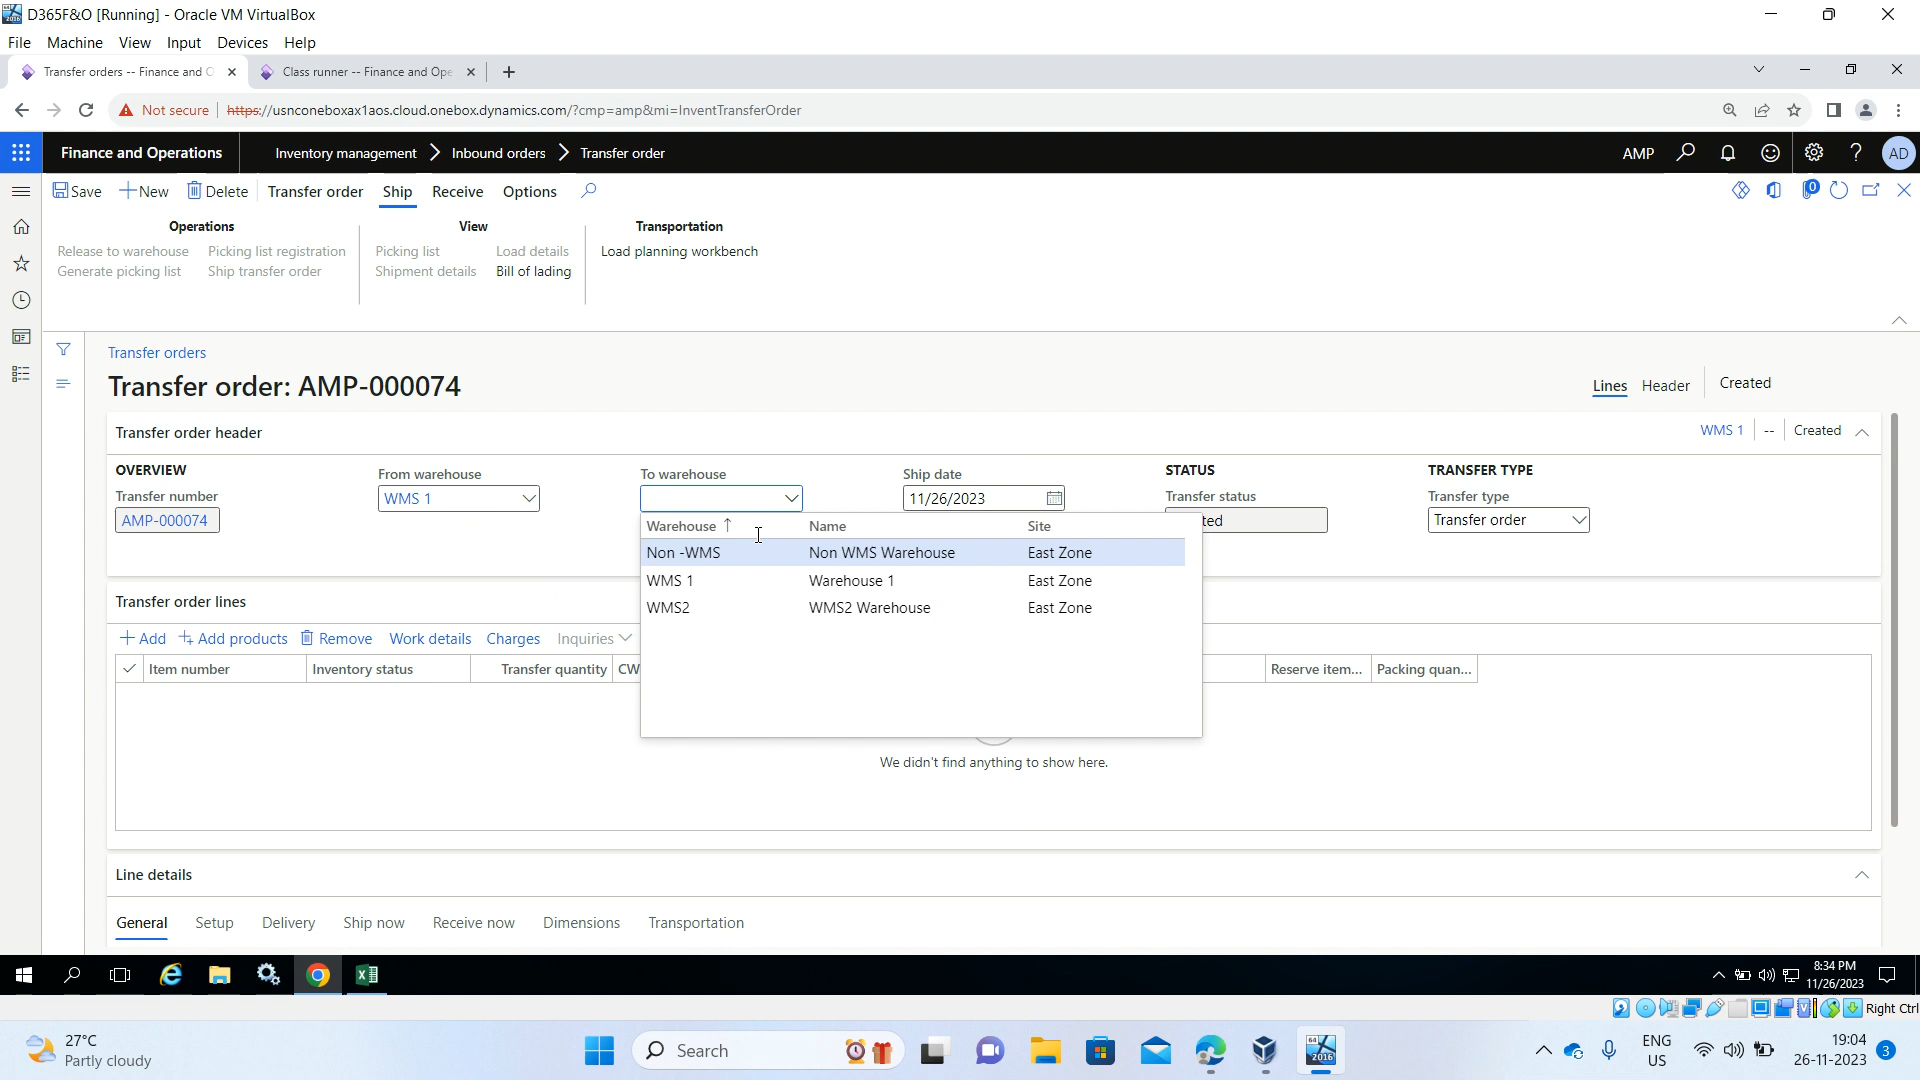 D365F&O [Running] - Oracle VM VirtualBox
File Machine View Input Devices Help
Transfer orders -- Finance and O
Class runner -- Finance and Ope
Not secure https://usnconeboxax1aos.cloud.onebox.dynamics.com/?cmp=amp&mi=InventTransferOrder
Finance and Operations Inventory management Inbound orders Transfer order AMP AD
Save New Delete Transfer order Ship Receive Options 0
Operations View Transportation
Release to warehouse Picking list registration Picking list Load details Load planning workbench
Generate picking list Ship transfer order Shipment details Bill of lading
Transfer orders
Transfer order: AMP-000074
Lines Header Created
Transfer order header WMS 1 -- Created
OVERVIEW From warehouse To warehouse Ship date STATUS TRANSFER TYPE
Transfer number WMS 1 11/26/2023 Transfer status Transfer type
AMP-000074 ted Transfer order
Warehouse Name Site
Non -WMS Non WMS Warehouse East Zone
WMS 1 Warehouse 1 East Zone
WMS2 WMS2 Warehouse East Zone
Transfer order lines
Add Add products Remove Work details Charges Inquiries
Item number Inventory status Transfer quantity CW Reserve item... Packing quan...
We didn't find anything to show here.
Line details
General Setup Delivery Ship now Receive now Dimensions Transportation
8:34 PM
11/26/2023
Right Ctrl
27°C
Partly cloudy
Search
2016
ENG
US
19:04
26-11-2023
3